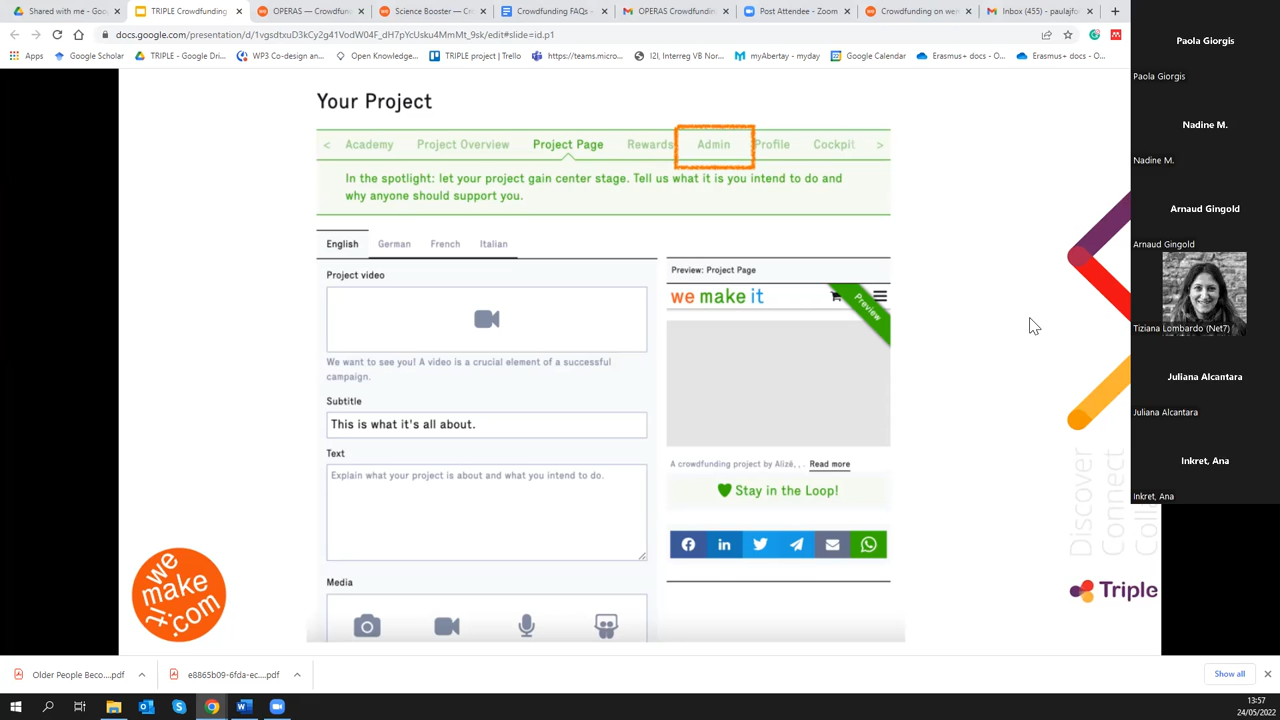 Shared with me - Goo
TRIPLE Crowdfunding
OPERAS — Crowdfund
Science Booster — Cro
Crowdfunding FAQs -
OPERAS Crowdfunding
Post Attendee - Zoom
Crowdfunding on wen
Inbox (455) - paulajfo
docs.google.com/presentation/d/1vgsdtxuD3kCy2g41VodW04F_dH7pYcUsku4MmMt_9sk/edit#slide=id.p1
Apps
Google Scholar
TRIPLE - Google Dri...
WP3 Co-design an...
Open Knowledge...
TRIPLE project | Trello
https://teams.micro...
I2I, Interreg VB Nor...
myAbertay - myday
Google Calendar
Erasmus+ docs - O...
Erasmus+ docs - O...
Your Project
< Academy Project Overview Project Page Rewards Admin Profile Cockpit >
In the spotlight: let your project gain center stage. Tell us what it is you intend to do and
why anyone should support you.
English German French Italian
Project video
We want to see you! A video is a crucial element of a successful
campaign.
Subtitle
This is what it's all about.
Text
Explain what your project is about and what you intend to do.
Media
Preview: Project Page
we make it
Preview
A crowdfunding project by Alizé, , . Read more
Stay in the Loop!
we
make
it
.com
Discover
Connect
Colla
Triple
Paola Giorgis
Paola Giorgis
Nadine M.
Nadine M.
Arnaud Gingold
Arnaud Gingold
Tiziana Lombardo (Net7)
Juliana Alcantara
Juliana Alcantara
Inkret, Ana
Inkret, Ana
Older People Beco....pdf
e8865b09-6fda-ec....pdf
Show all
13:57
24/05/2022